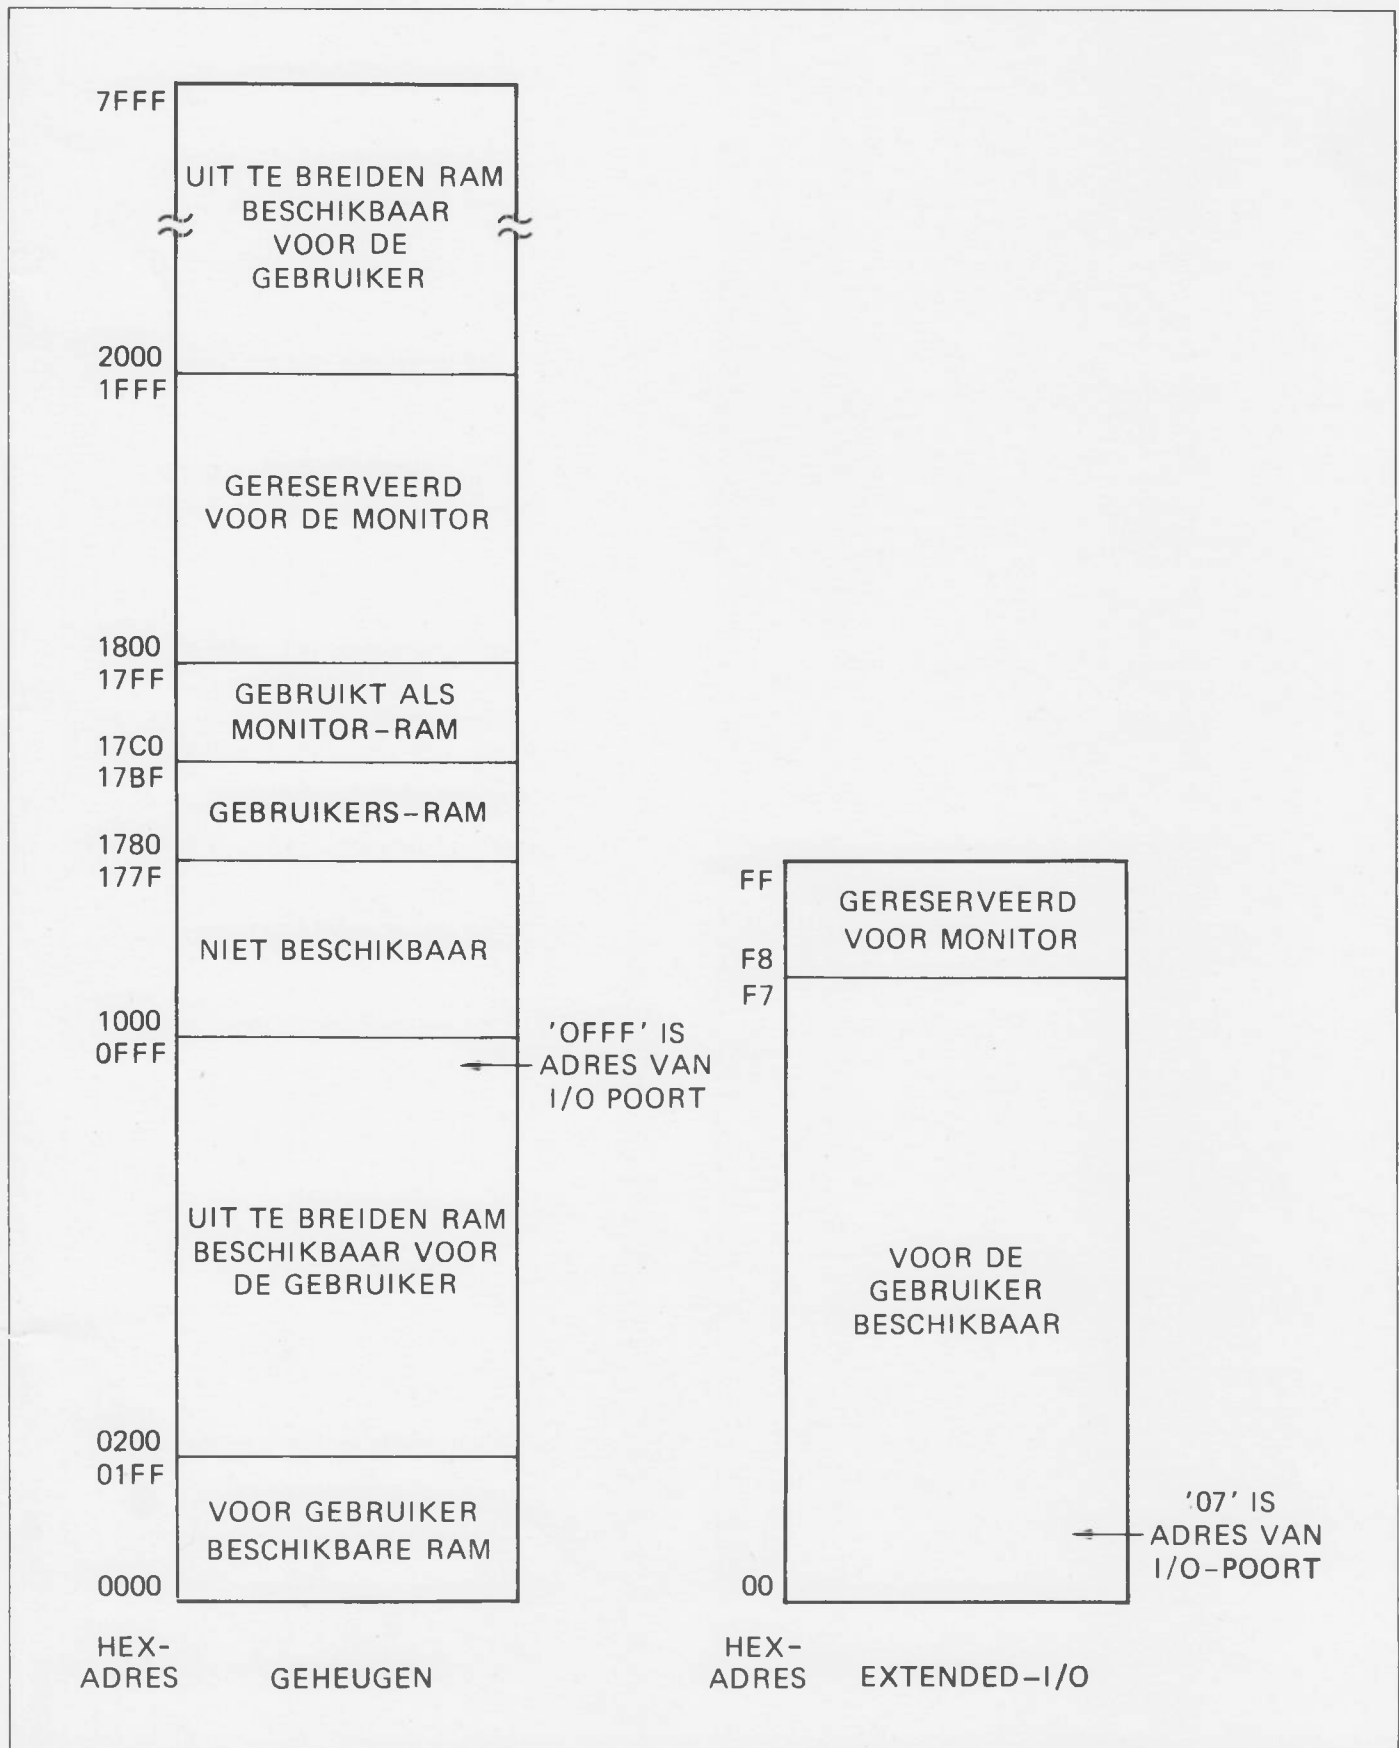 7FFF
UIT TE BREIDEN RAM
BESCHIKBAAR
VOOR DE
GEBRUIKER
2000
1FFF
GERESERVEERD
VOOR DE MONITOR
1800
17FF
GEBRUIKT ALS
MONITOR-RAM
17C0
17BF
GEBRUIKERS-RAM
1780
177F
NIET BESCHIKBAAR
1000
0FFF
'OFFF' IS
ADRES VAN
I/O POORT
UIT TE BREIDEN RAM
BESCHIKBAAR VOOR
DE GEBRUIKER
0200
01FF
VOOR GEBRUIKER
BESCHIKBARE RAM
0000
HEX-
ADRES
GEHEUGEN
FF
GERESERVEERD
VOOR MONITOR
F8
F7
VOOR DE
GEBRUIKER
BESCHIKBAAR
'07' IS
ADRES VAN
I/O-POORT
00
HEX-
ADRES
EXTENDED-I/O